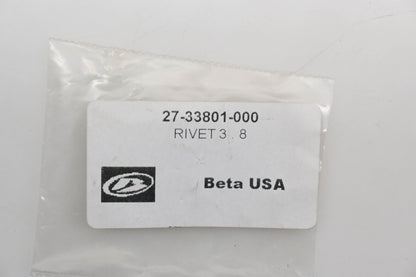 27-33801-000
RIVET 3 . 8
Beta USA